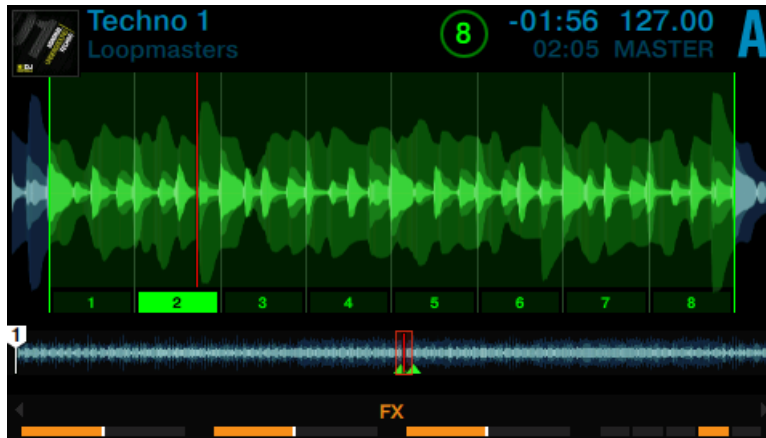 Techno 1
Loopmasters
8
-01:56 127.00
02:05 MASTER
A
1 2 3 4 5 6 7 8
1
FX